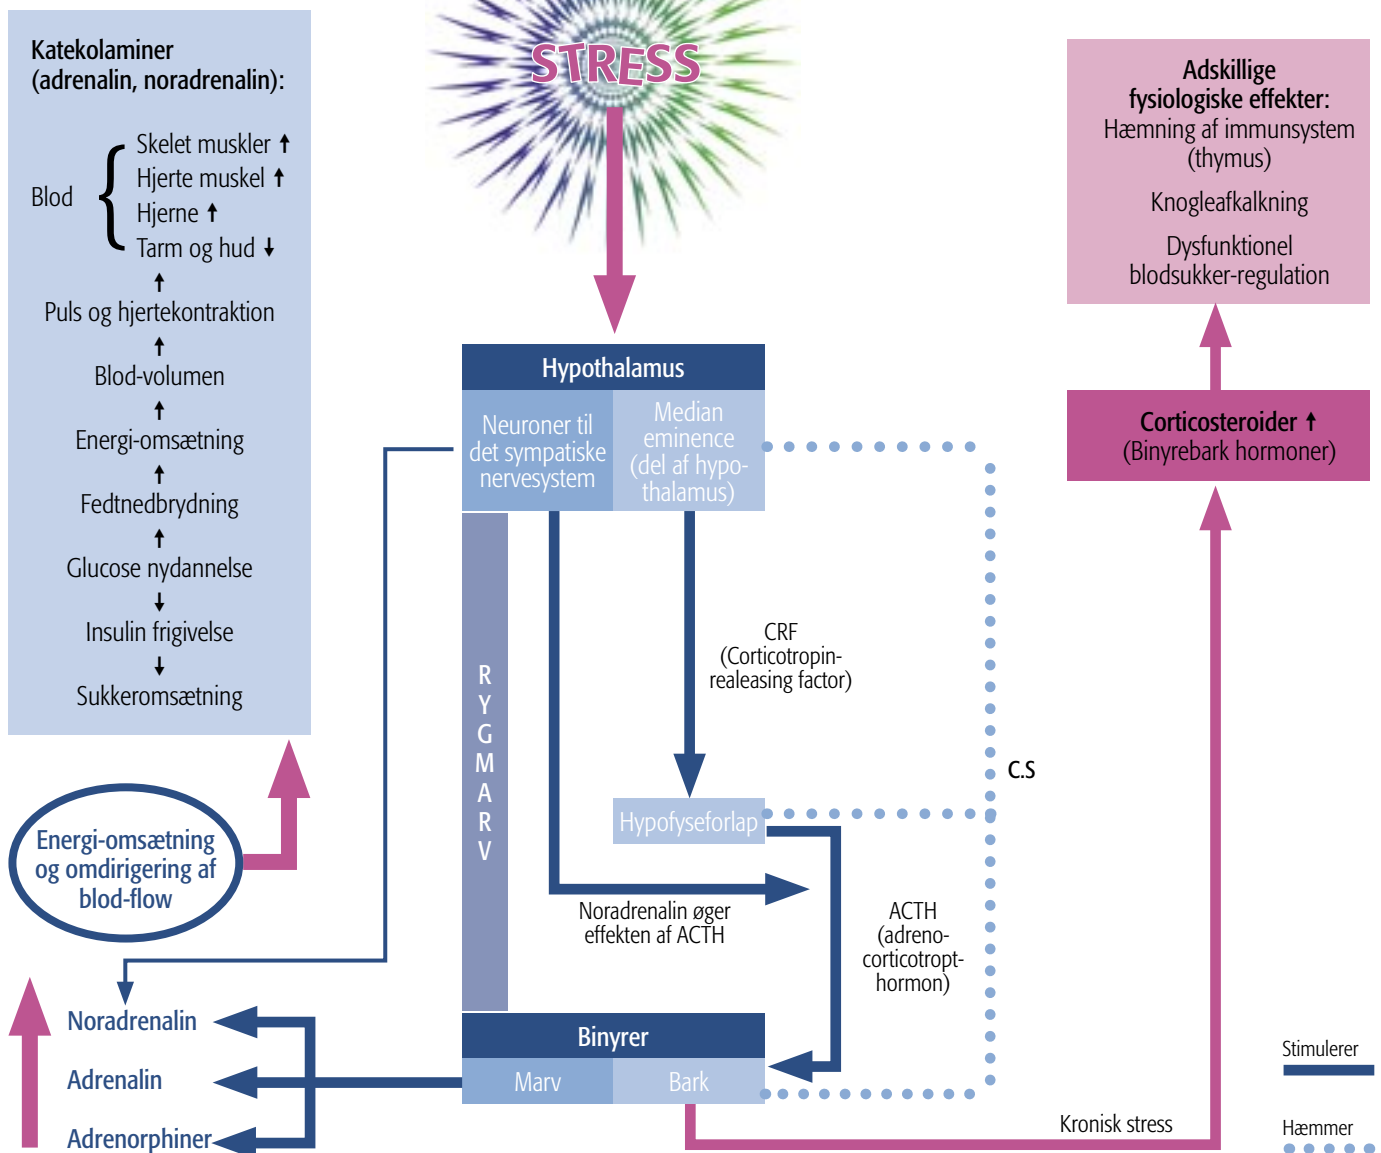 Katekolaminer
(adrenalin, noradrenalin):
Blod
Skelet muskler ↑
Hjerte muskel ↑
Hjerne ↑
Tarm og hud ↓
↑
Puls og hjertekontraktion
↑
Blod-volumen
↑
Energi-omsætning
↑
Fedtnedbrydning
↑
Glucose nydannelse
↓
Insulin frigivelse
↓
Sukkeromsætning
Energi-omsætning
og omdirigering af
blod-flow
Noradrenalin
Adrenalin
Adrenorphiner
STRESS
Hypothalamus
Neuroner til
det sympatiske
nervesystem
Median
eminence
(del af hypo-
thalamus)
RYGMARV
CRF
(Corticotropin-
realeasing factor)
Hypofyseforlap
Noradrenalin øger
effekten af ACTH
ACTH
(adreno-
corticotropt-
hormon)
C.S
Binyrer
Marv
Bark
Adskillige
fysiologiske effekter:
Hæmning af immunsystem
(thymus)
Knogleafkalkning
Dysfunktionel
blodsukker-regulation
Corticosteroider ↑
(Binyrebark hormoner)
Kronisk stress
Stimulerer
Hæmmer